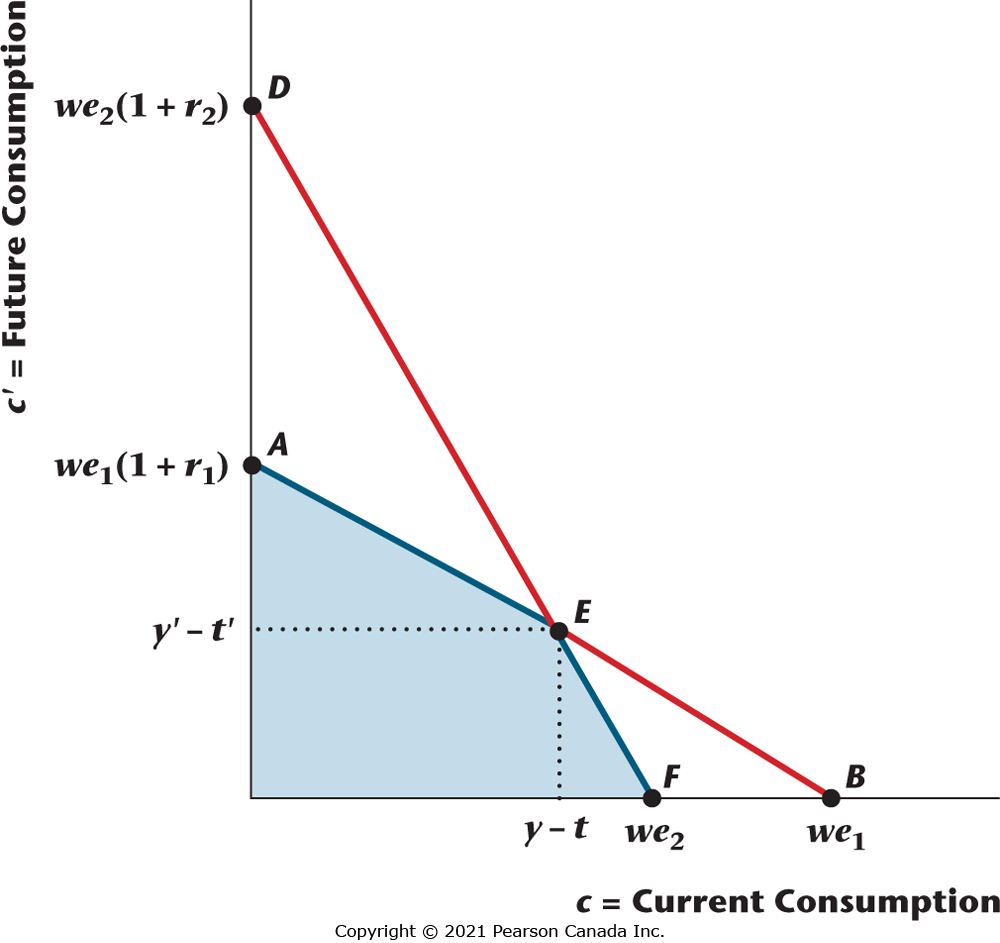 c′ = Future Consumption
we₂(1 + r₂)
D
we₁(1 + r₁)
A
E
y′ – t′
F
B
y – t
we₂
we₁
c = Current Consumption
Copyright © 2021 Pearson Canada Inc.